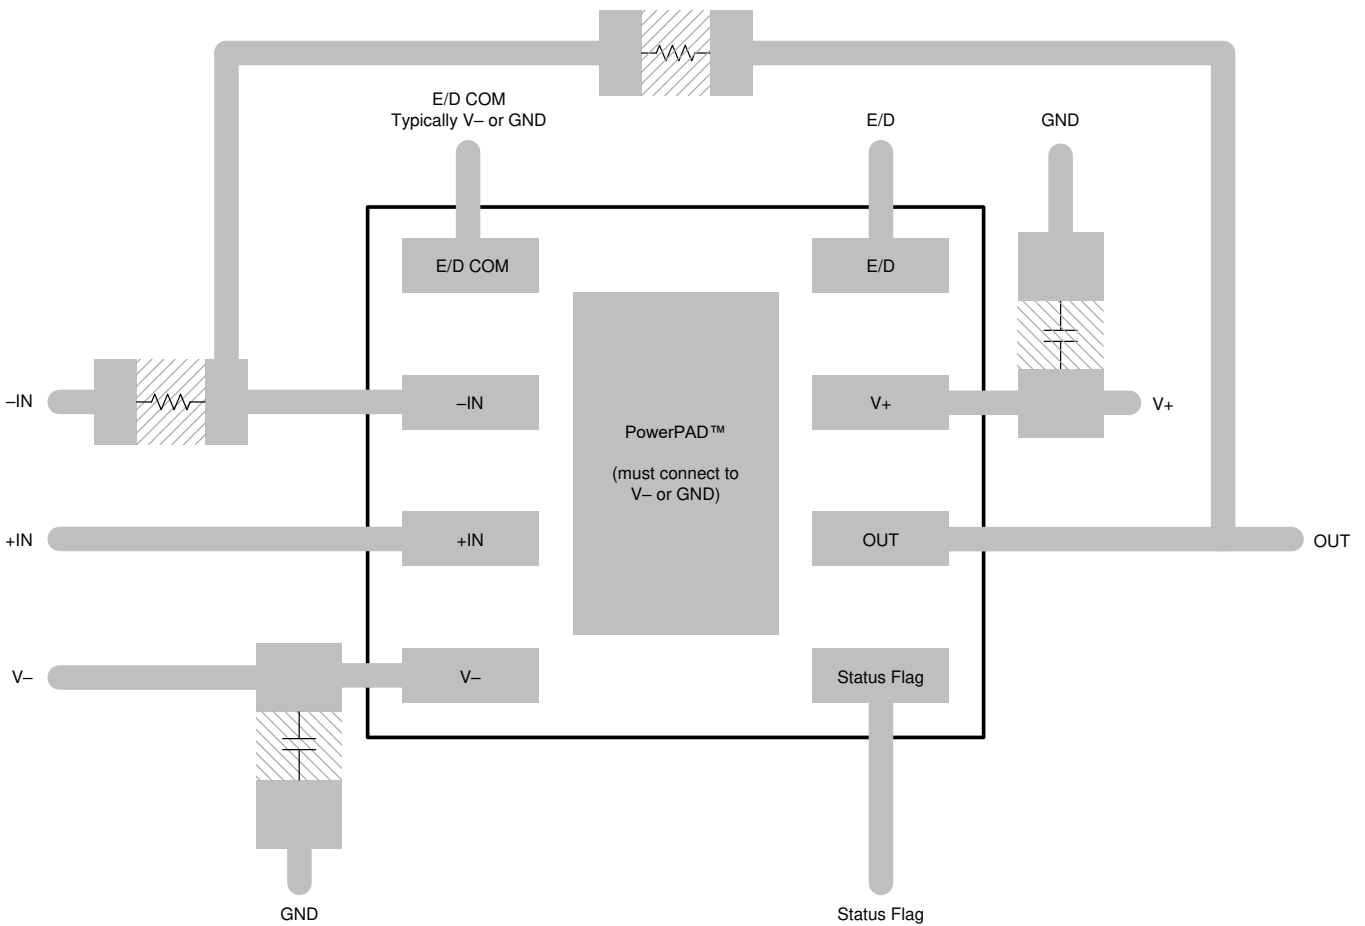 E/D COM
Typically V– or GND
E/D
GND
E/D COM
E/D
–IN
–IN
V+
V+
PowerPAD™
(must connect to
V– or GND)
+IN
+IN
OUT
OUT
V–
V–
Status Flag
GND
Status Flag